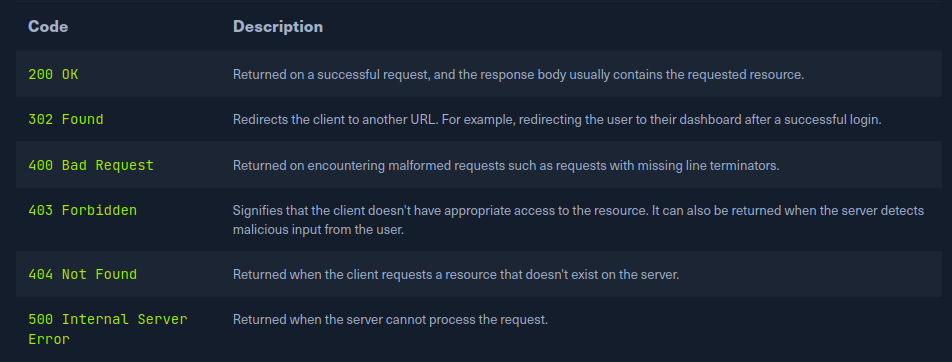 Code Description
200 OK Returned on a successful request, and the response body usually contains the requested resource.
302 Found Redirects the client to another URL. For example, redirecting the user to their dashboard after a successful login.
400 Bad Request Returned on encountering malformed requests such as requests with missing line terminators.
403 Forbidden Signifies that the client doesn't have appropriate access to the resource. It can also be returned when the server detects
malicious input from the user.
404 Not Found Returned when the client requests a resource that doesn't exist on the server.
500 Internal Server Returned when the server cannot process the request.
Error